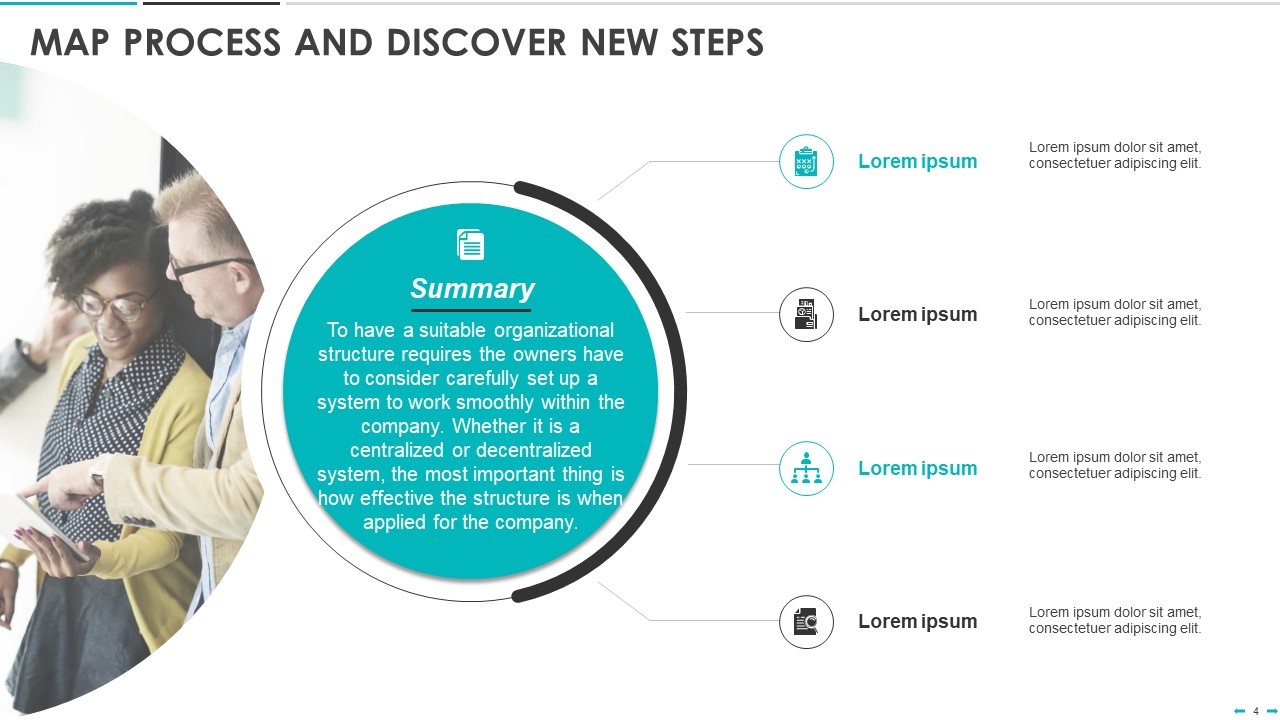 MAP PROCESS AND DISCOVER NEW STEPS
Summary
To have a suitable organizational
structure requires the owners have
to consider carefully set up a
system to work smoothly within the
company. Whether it is a
centralized or decentralized
system, the most important thing is
how effective the structure is when
applied for the company.
Lorem ipsum
Lorem ipsum dolor sit amet,
consectetuer adipiscing elit.
Lorem ipsum
Lorem ipsum dolor sit amet,
consectetuer adipiscing elit.
Lorem ipsum
Lorem ipsum dolor sit amet,
consectetuer adipiscing elit.
Lorem ipsum
Lorem ipsum dolor sit amet,
consectetuer adipiscing elit.
4